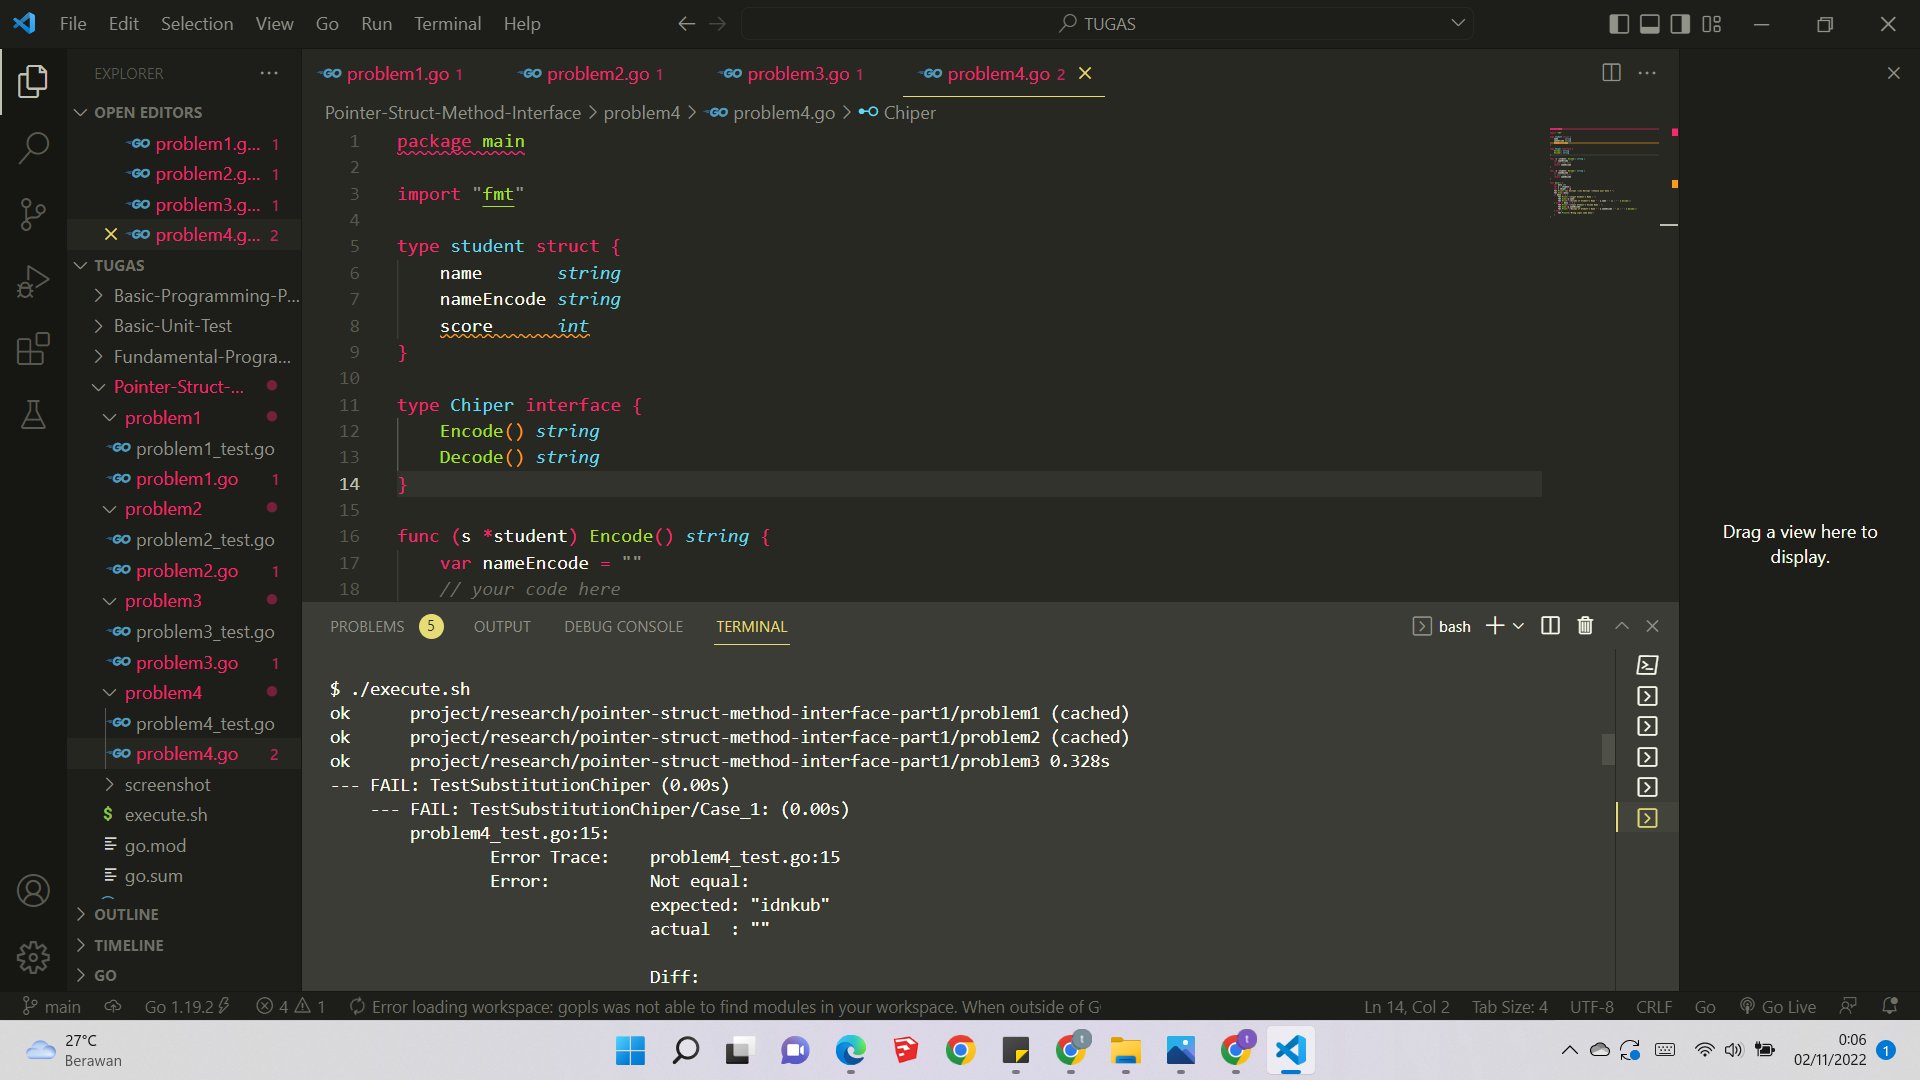 File Edit Selection View Go Run Terminal Help
TUGAS
EXPLORER
OPEN EDITORS
problem1.g... 1
problem2.g... 1
problem3.g... 1
problem4.g... 2
TUGAS
Basic-Programming-P...
Basic-Unit-Test
Fundamental-Progra...
Pointer-Struct-...
problem1
problem1_test.go
problem1.go 1
problem2
problem2_test.go
problem2.go 1
problem3
problem3_test.go
problem3.go 1
problem4
problem4_test.go
problem4.go 2
screenshot
execute.sh
go.mod
go.sum
OUTLINE
TIMELINE
GO
problem1.go 1 problem2.go 1 problem3.go 1 problem4.go 2
Pointer-Struct-Method-Interface > problem4 > problem4.go > Chiper
1 package main
2
3 import "fmt"
4
5 type student struct {
6 name string
7 nameEncode string
8 score int
9 }
10
11 type Chiper interface {
12 Encode() string
13 Decode() string
14 }
15
16 func (s *student) Encode() string {
17 var nameEncode = ""
18 // your code here
Drag a view here to
display.
PROBLEMS 5 OUTPUT DEBUG CONSOLE TERMINAL
bash
$ ./execute.sh
ok project/research/pointer-struct-method-interface-part1/problem1 (cached)
ok project/research/pointer-struct-method-interface-part1/problem2 (cached)
ok project/research/pointer-struct-method-interface-part1/problem3 0.328s
--- FAIL: TestSubstitutionChiper (0.00s)
--- FAIL: TestSubstitutionChiper/Case_1: (0.00s)
problem4_test.go:15:
Error Trace: problem4_test.go:15
Error: Not equal:
expected: "idnkub"
actual : ""
Diff:
main Go 1.19.2 4 1 Error loading workspace: gopls was not able to find modules in your workspace. When outside of G
Ln 14, Col 2 Tab Size: 4 UTF-8 CRLF Go Go Live
27°C
Berawan
0:06
02/11/2022
1